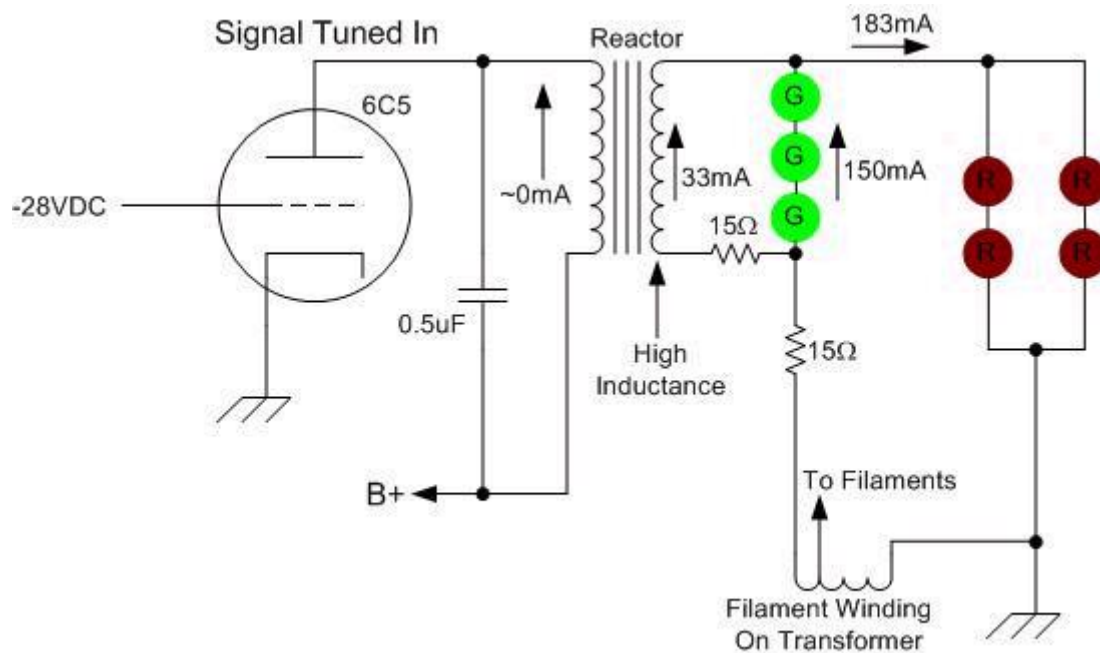 Signal Tuned In
Reactor
183mA
6C5
G
G
G
R
R
R
R
-28VDC
~0mA
33mA
150mA
15Ω
0.5uF
15Ω
High
Inductance
To Filaments
B+
Filament Winding
On Transformer